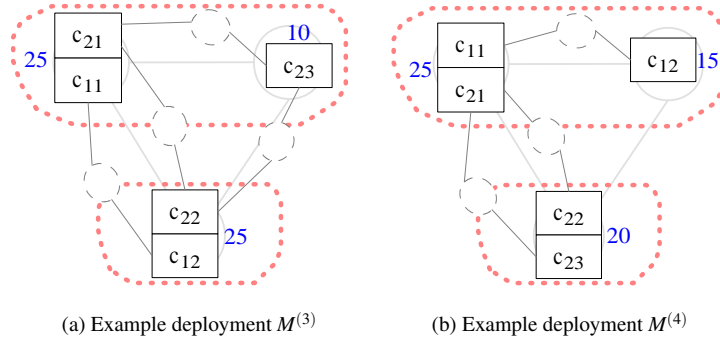 25
c21
c11
10
c23
c22
c12
25
(a) Example deployment M(3)
25
c11
c21
c12
15
c22
c23
20
(b) Example deployment M(4)